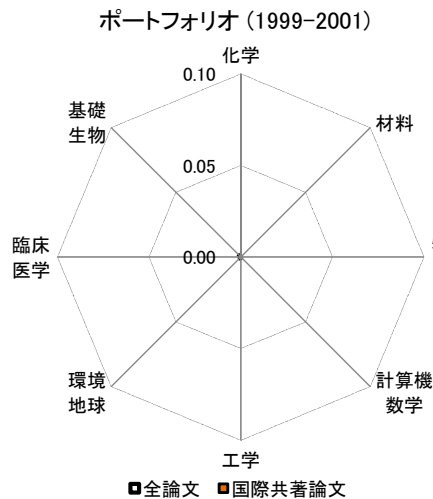 ポートフォリオ (1999-2001)
化学
0.10
基礎
生物
材料
0.05
臨床
医学
0.00
環境
地球
計算機
数学
工学
全論文 国際共著論文